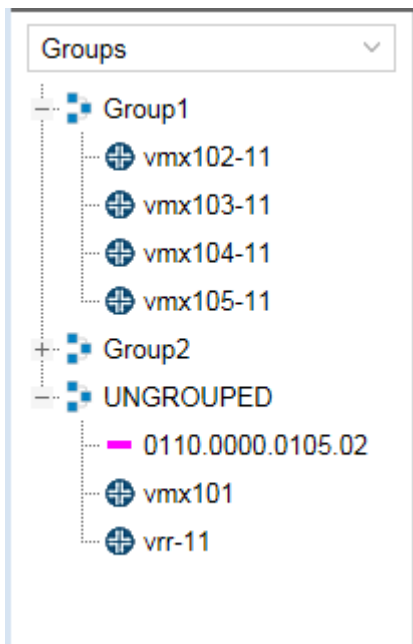 Groups
Group1
vmx102-11
vmx103-11
vmx104-11
vmx105-11
Group2
UNGROUPED
0110.0000.0105.02
vmx101
vrr-11